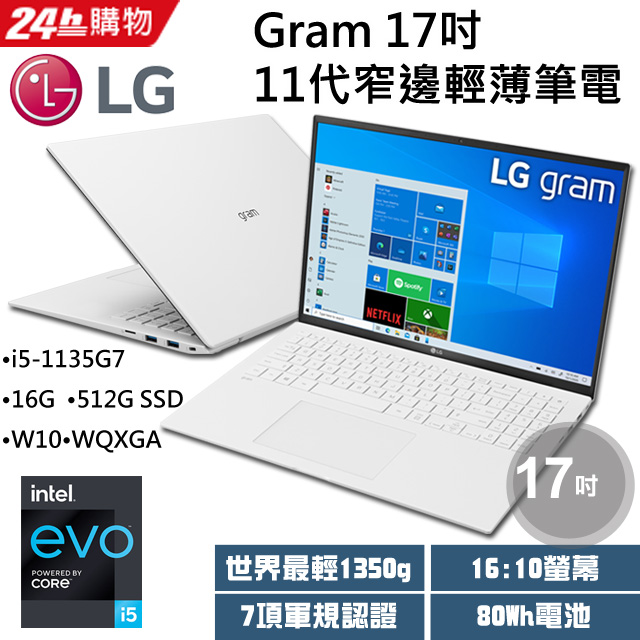 24h購物
Gram 17吋
LG
11代窄邊輕薄筆電
LG gram
gram
Spotify
NETFLIX
LG
•i5-1135G7
•16G •512G SSD
•W10•WQXGA
17吋
intel.
evo
POWERED BY
CORE
i5
世界最輕1350g
16:10螢幕
7項軍規認證
80Wh電池